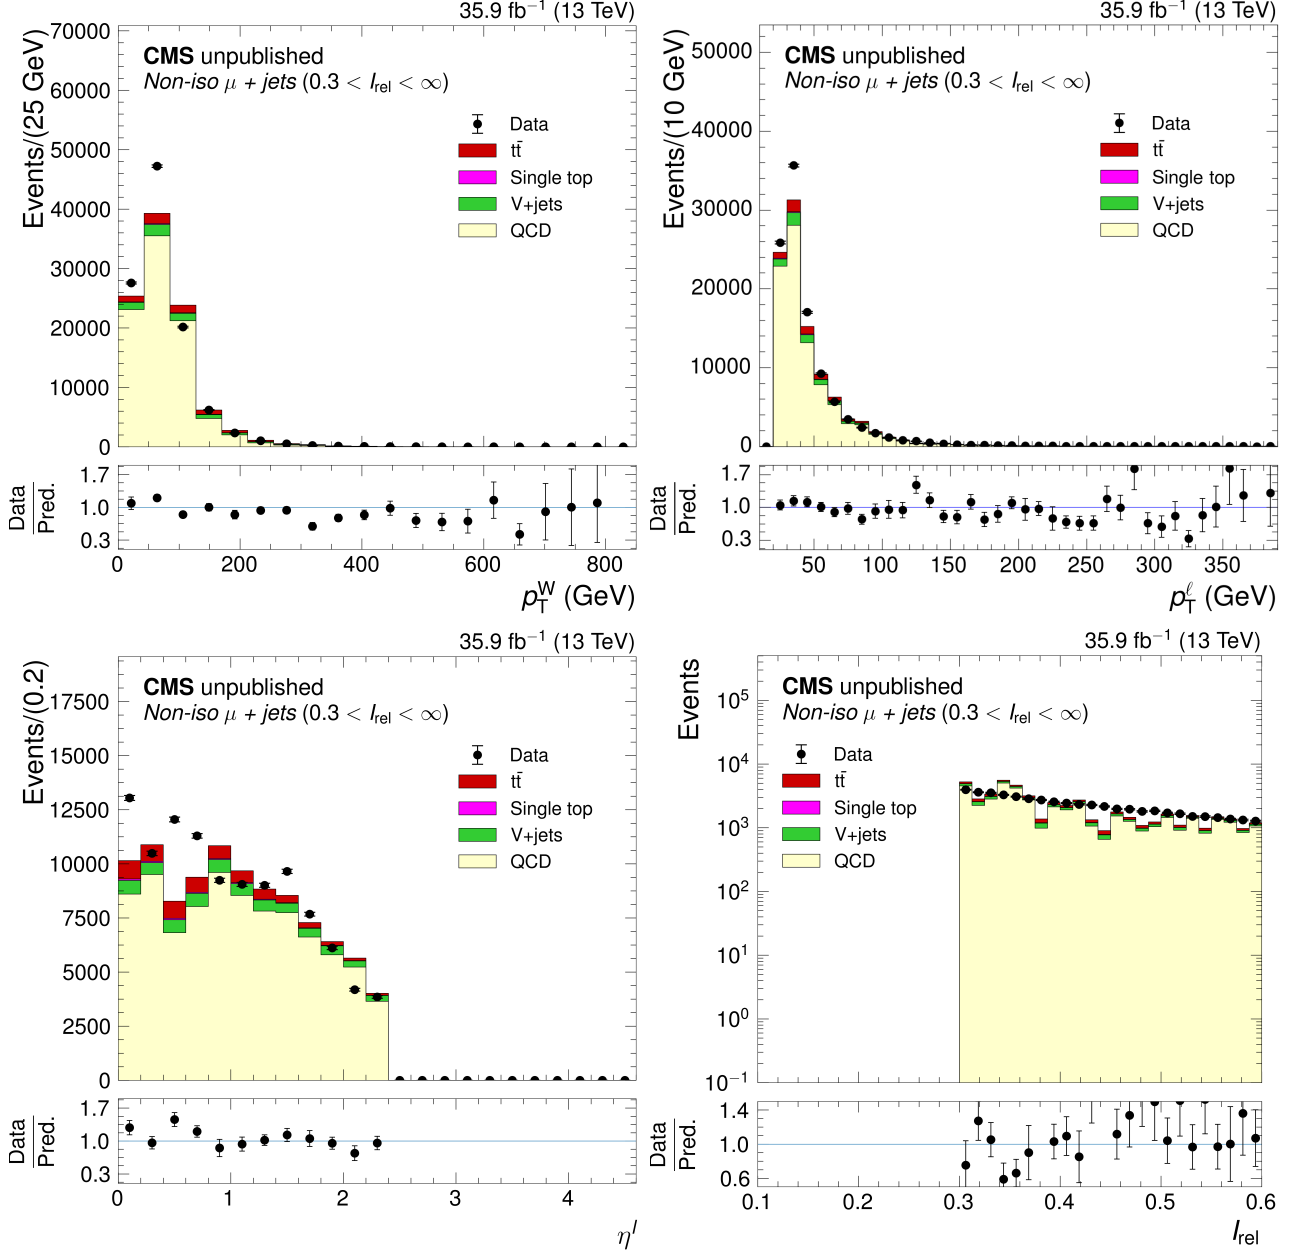 35.9 fb⁻¹ (13 TeV)
Events/(25 GeV)
70000
60000
50000
40000
30000
20000
10000
0
CMS unpublished
Non-iso μ + jets (0.3 < I_rel < ∞)
Data
tt̄
Single top
V+jets
QCD
Data
Pred.
1.7
1.0
0.3
0 200 400 600 800
p_T^W (GeV)
35.9 fb⁻¹ (13 TeV)
Events/(10 GeV)
50000
40000
30000
20000
10000
0
CMS unpublished
Non-iso μ + jets (0.3 < I_rel < ∞)
Data
tt̄
Single top
V+jets
QCD
Data
Pred.
1.7
1.0
0.3
50 100 150 200 250 300 350
p_T^ℓ (GeV)
35.9 fb⁻¹ (13 TeV)
Events/(0.2)
17500
15000
12500
10000
7500
5000
2500
0
CMS unpublished
Non-iso μ + jets (0.3 < I_rel < ∞)
Data
tt̄
Single top
V+jets
QCD
Data
Pred.
1.7
1.0
0.3
0 1 2 3 4
η^l
35.9 fb⁻¹ (13 TeV)
Events
10⁵
10⁴
10³
10²
10¹
10⁰
10⁻¹
CMS unpublished
Non-iso μ + jets (0.3 < I_rel < ∞)
Data
tt̄
Single top
V+jets
QCD
Data
Pred.
1.4
1.0
0.6
0.1 0.2 0.3 0.4 0.5 0.6
I_rel